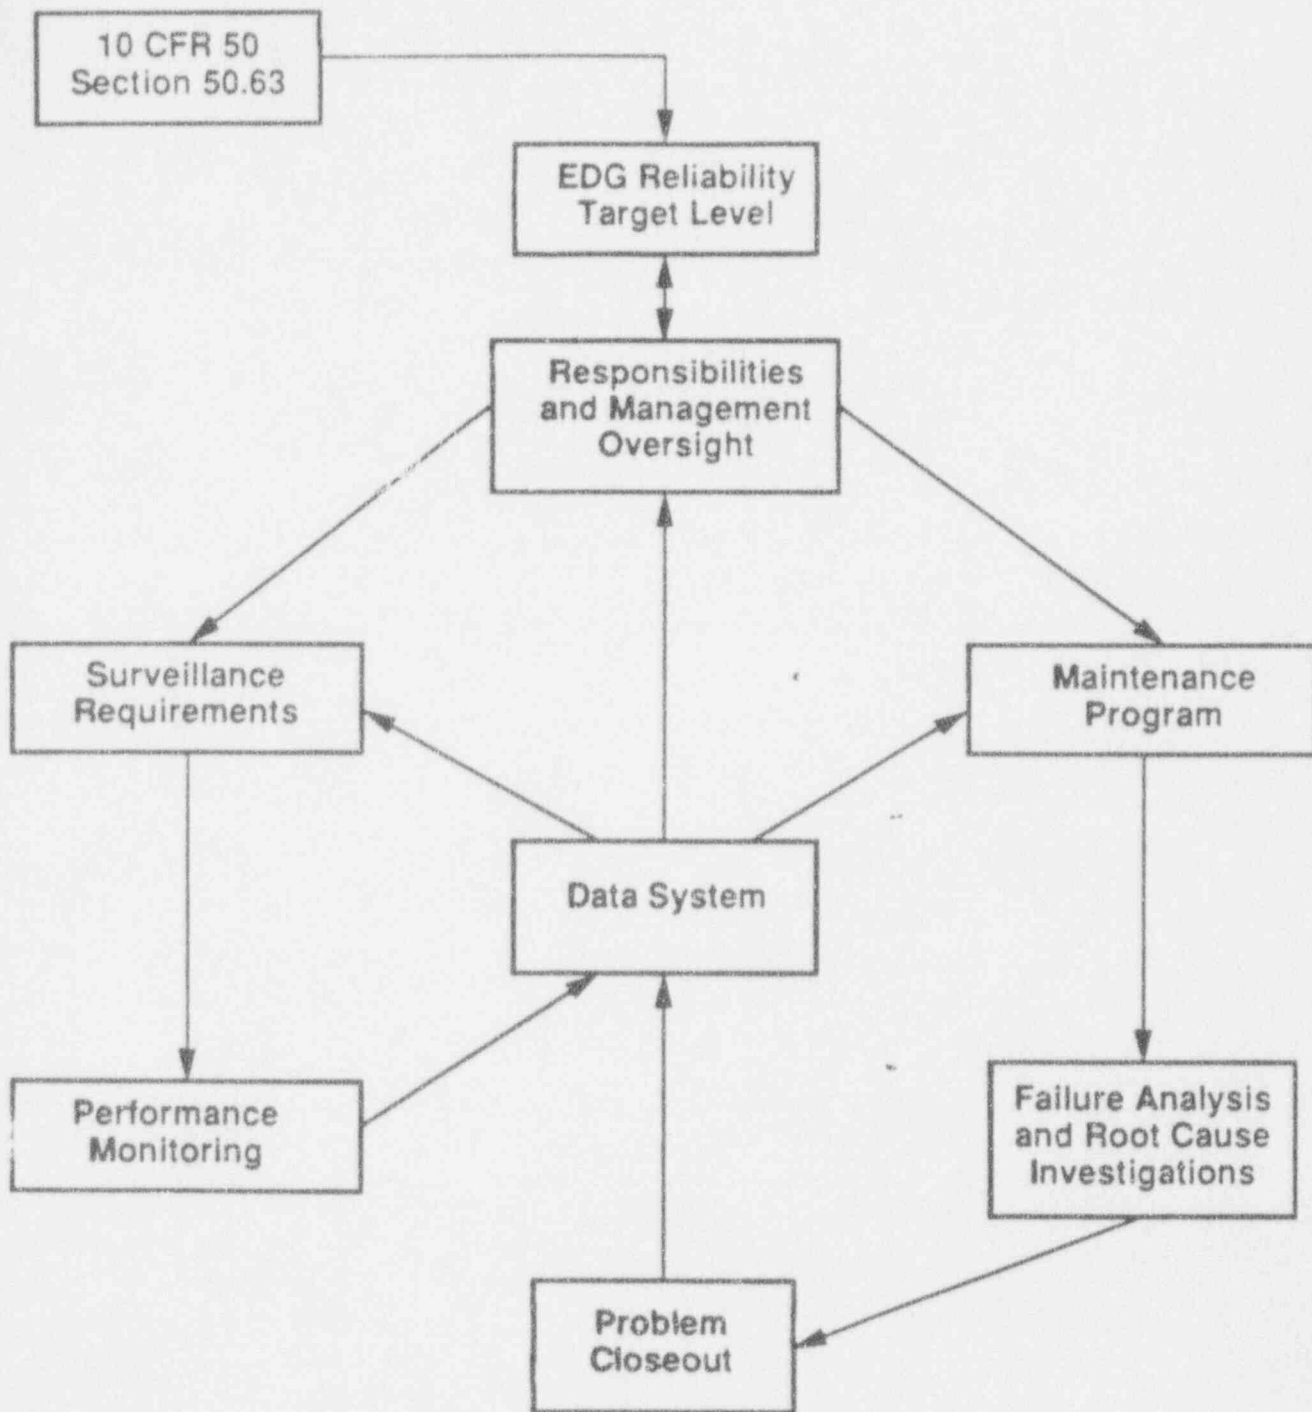 10 CFR 50
Section 50.63
EDG Reliability
Target Level
Responsibilities
and Management
Oversight
Surveillance
Requirements
Maintenance
Program
Data System
Performance
Monitoring
Failure Analysis
and Root Cause
Investigations
Problem
Closeout